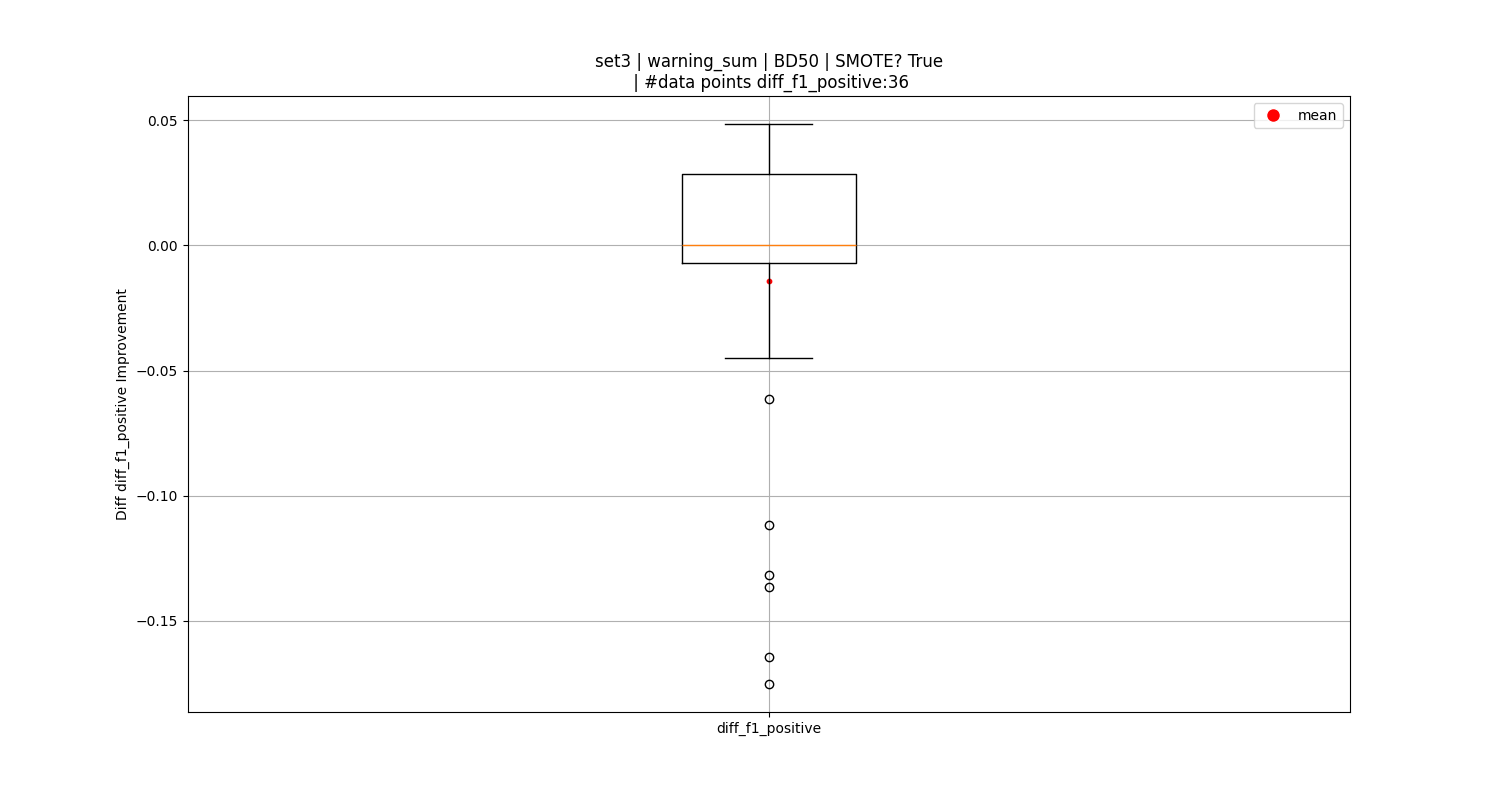 set3 | warning_sum | BD50 | SMOTE? True
| #data points diff_f1_positive:36
mean
0.05
0.00
−0.05
−0.10
−0.15
Diff diff_f1_positive Improvement
diff_f1_positive